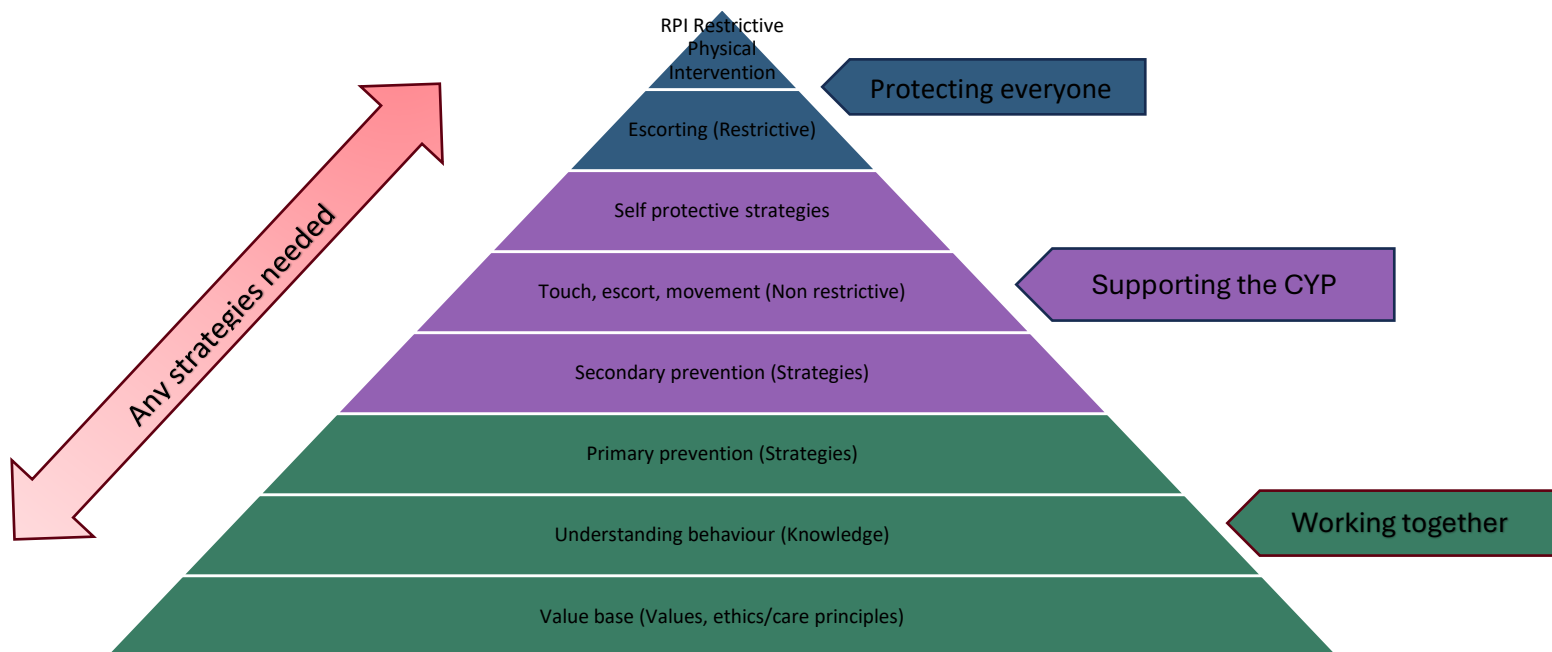 RPI Restrictive
Physical
Intervention
Protecting everyone
Escorting (Restrictive)
Self protective strategies
Any strategies needed
Touch, escort, movement (Non restrictive)
Supporting the CYP
Secondary prevention (Strategies)
Primary prevention (Strategies)
Understanding behaviour (Knowledge)
Working together
Value base (Values, ethics/care principles)